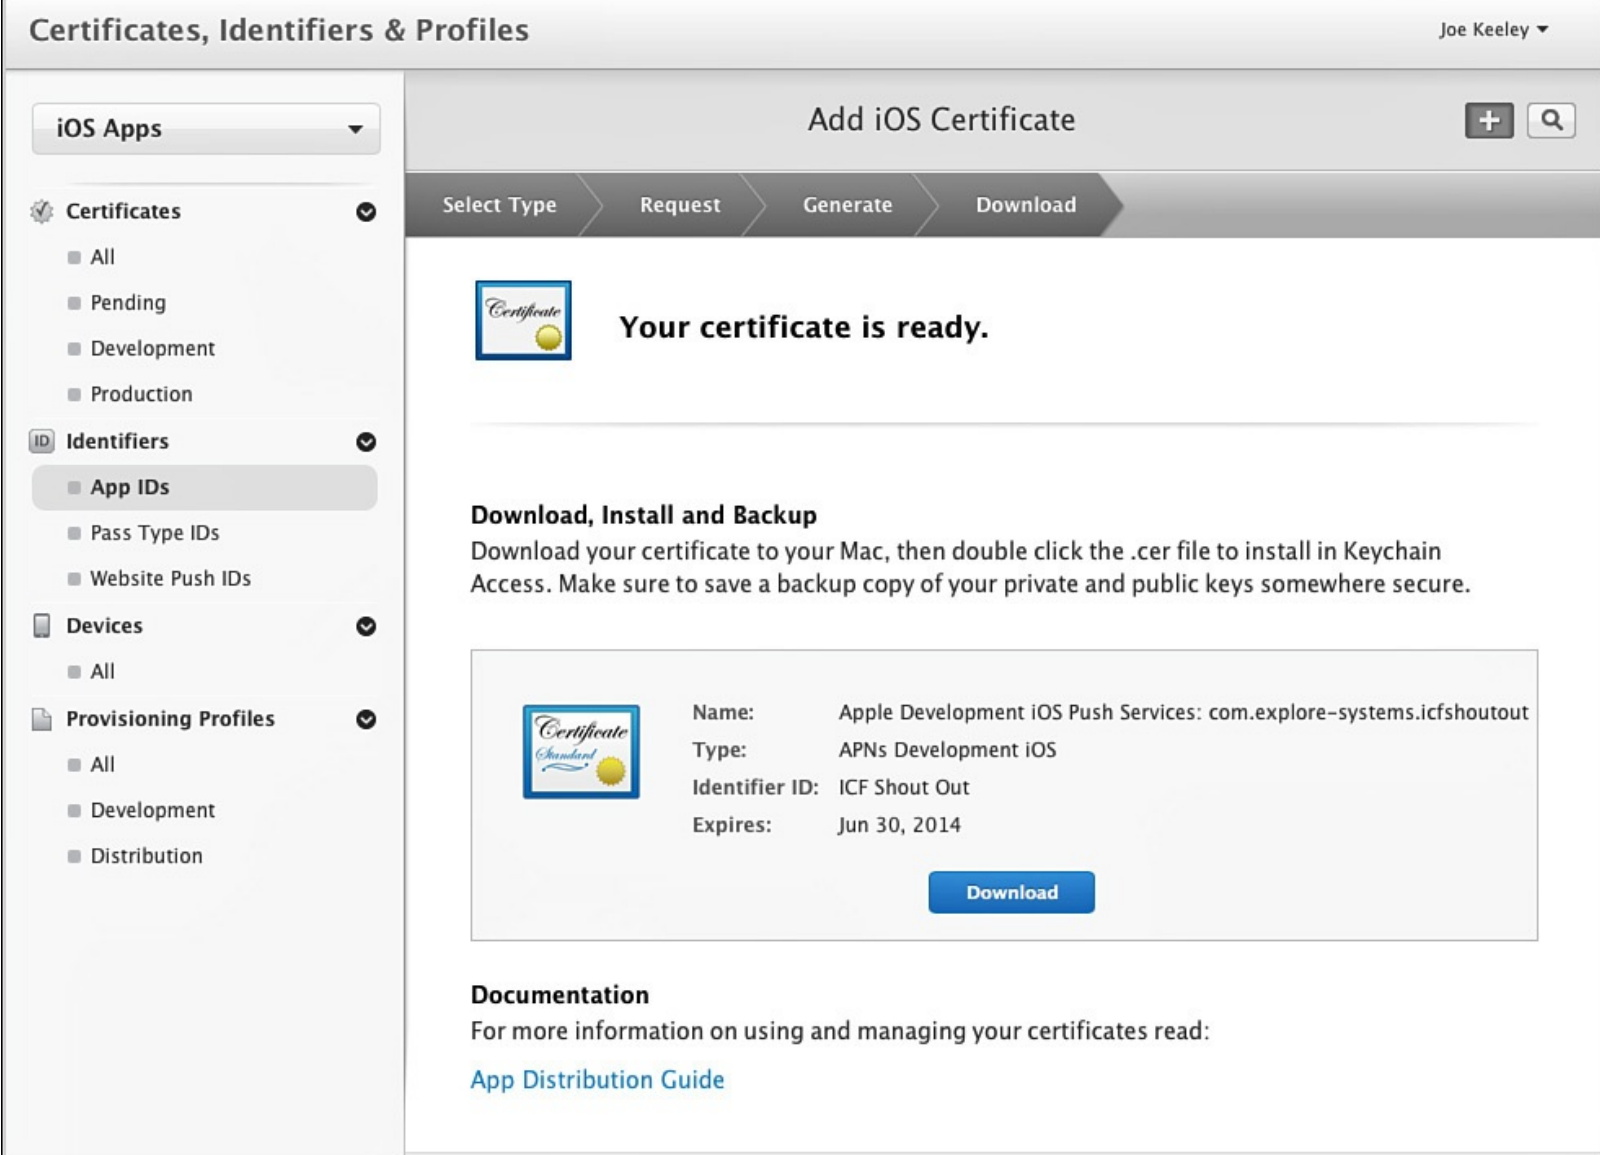 Certificates, Identifiers & Profiles
Joe Keeley
iOS Apps
Certificates
All
Pending
Development
Production
ID Identifiers
App IDs
Pass Type IDs
Website Push IDs
Devices
All
Provisioning Profiles
All
Development
Distribution
Add iOS Certificate
Select Type
Request
Generate
Download
Certificate
Your certificate is ready.
Download, Install and Backup
Download your certificate to your Mac, then double click the .cer file to install in Keychain
Access. Make sure to save a backup copy of your private and public keys somewhere secure.
Certificate
Standard
Name: Apple Development iOS Push Services: com.explore-systems.icfshoutout
Type: APNs Development iOS
Identifier ID: ICF Shout Out
Expires: Jun 30, 2014
Download
Documentation
For more information on using and managing your certificates read:
App Distribution Guide